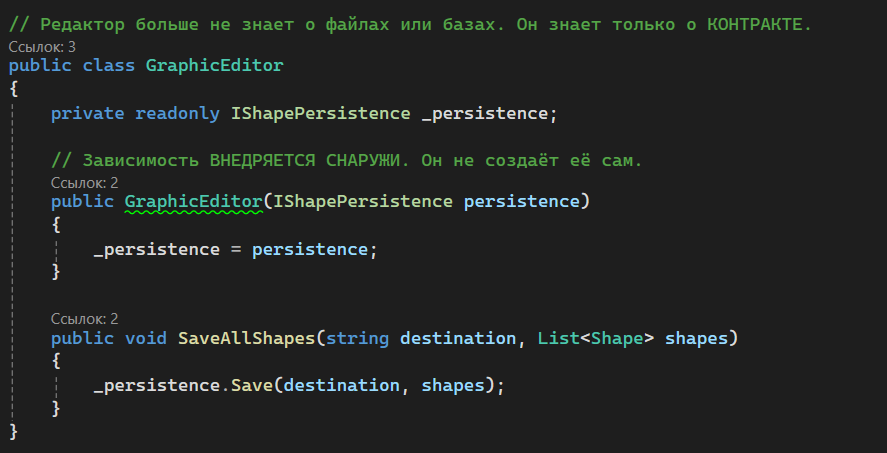 // Редактор больше не знает о файлах или базах. Он знает только о КОНТРАКТЕ.
Ссылок: 3
public class GraphicEditor
{
private readonly IShapePersistence _persistence;
// Зависимость ВНЕДРЯЕТСЯ СНАРУЖИ. Он не создаёт её сам.
Ссылок: 2
public GraphicEditor(IShapePersistence persistence)
{
_persistence = persistence;
}
Ссылок: 2
public void SaveAllShapes(string destination, List<Shape> shapes)
{
_persistence.Save(destination, shapes);
}
}